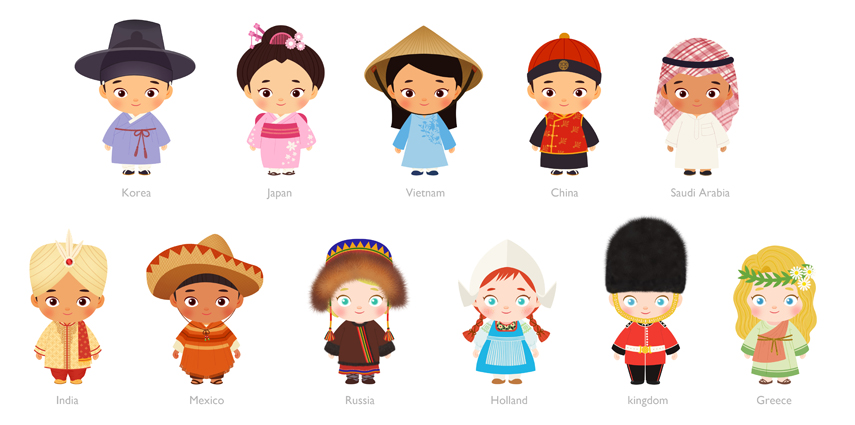 Korea
Japan
Vietnam
China
Saudi Arabia
India
Mexico
Russia
Holland
kingdom
Greece